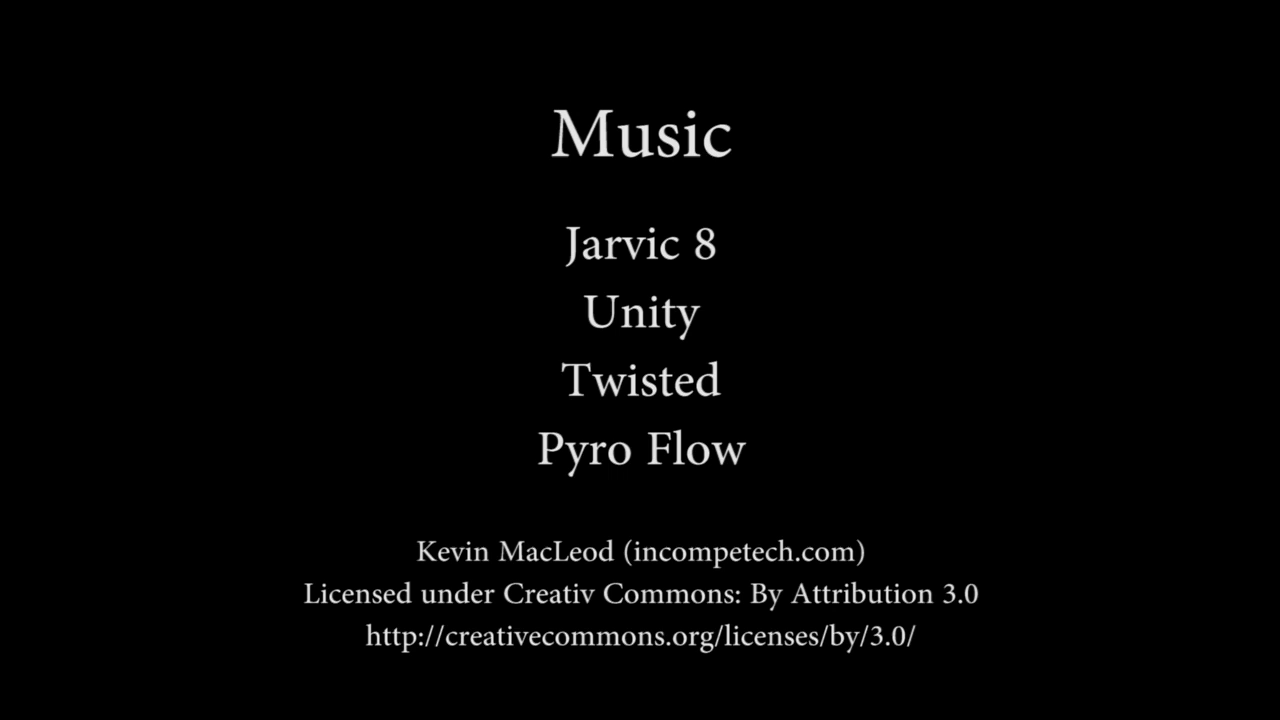 Music
Jarvic 8
Unity
Twisted
Pyro Flow
Kevin MacLeod (incompetech.com)
Licensed under Creativ Commons: By Attribution 3.0
http://creativecommons.org/licenses/by/3.0/